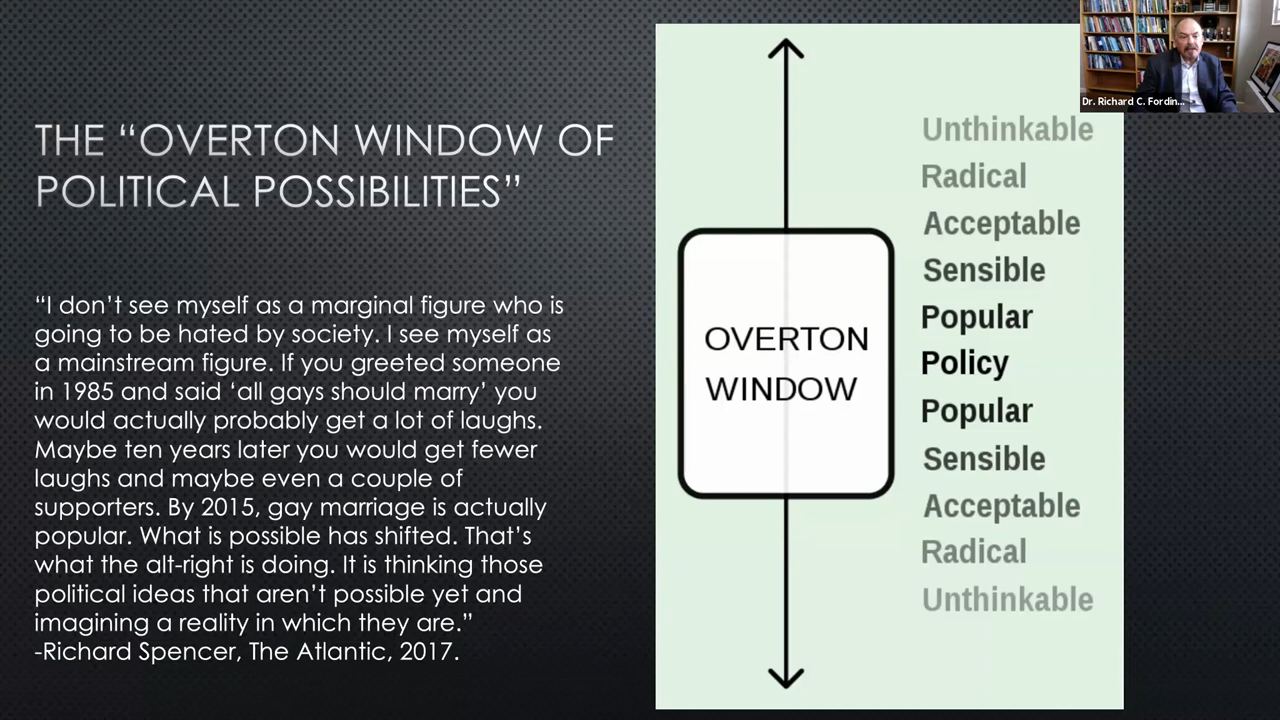 THE “OVERTON WINDOW OF
POLITICAL POSSIBILITIES”
“I don’t see myself as a marginal figure who is
going to be hated by society. I see myself as
a mainstream figure. If you greeted someone
in 1985 and said ‘all gays should marry’ you
would actually probably get a lot of laughs.
Maybe ten years later you would get fewer
laughs and maybe even a couple of
supporters. By 2015, gay marriage is actually
popular. What is possible has shifted. That’s
what the alt-right is doing. It is thinking those
political ideas that aren’t possible yet and
imagining a reality in which they are.”
-Richard Spencer, The Atlantic, 2017.
OVERTON
WINDOW
Unthinkable
Radical
Acceptable
Sensible
Popular
Policy
Popular
Sensible
Acceptable
Radical
Unthinkable
Dr. Richard C. Fordin...